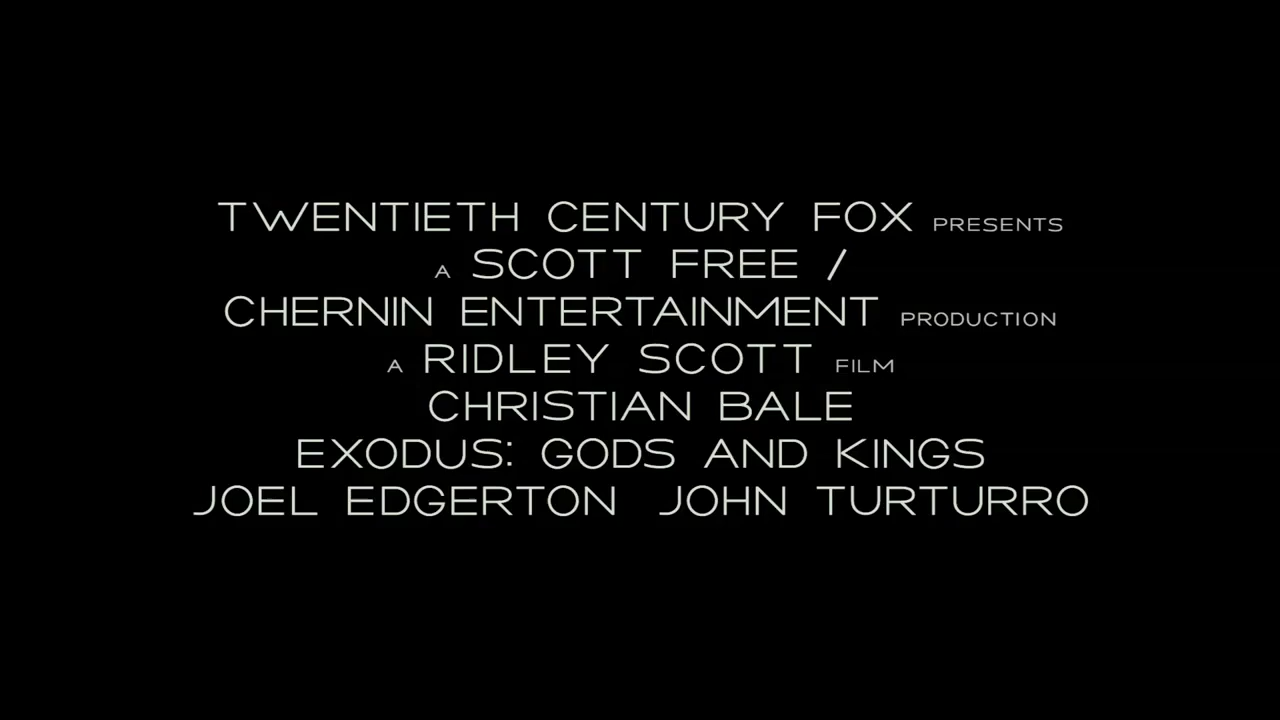 TWENTIETH CENTURY FOX PRESENTS
A SCOTT FREE /
CHERNIN ENTERTAINMENT PRODUCTION
A RIDLEY SCOTT FILM
CHRISTIAN BALE
EXODUS: GODS AND KINGS
JOEL EDGERTON JOHN TURTURRO